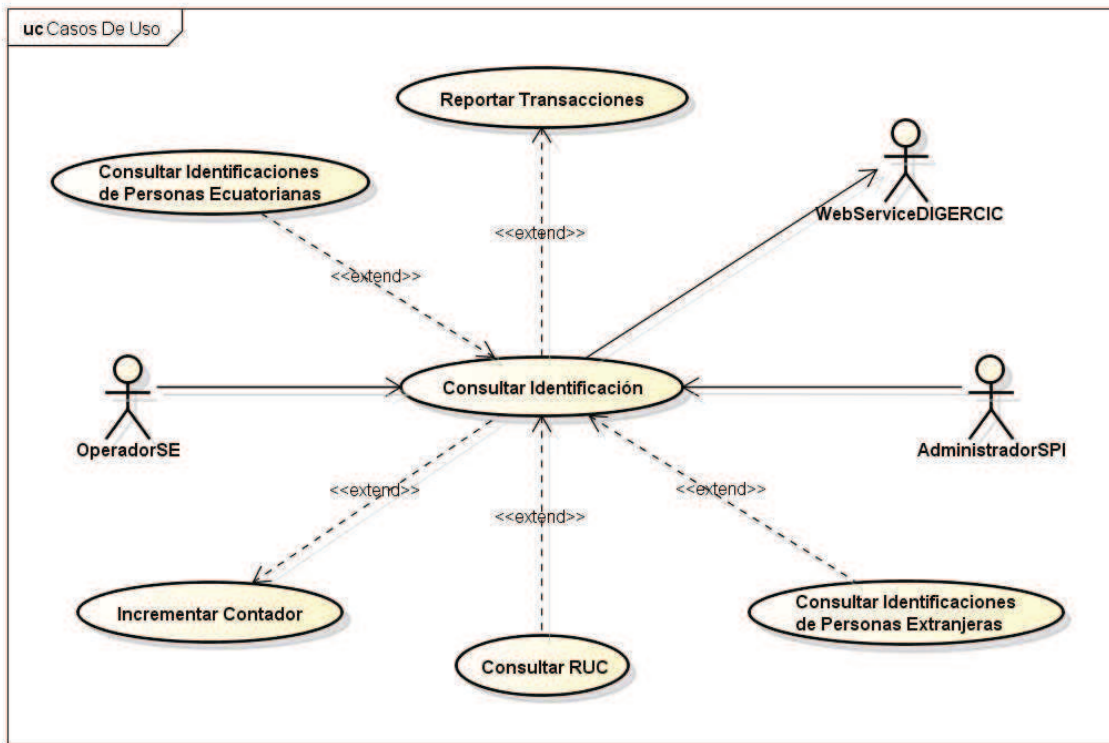 uc Casos De Uso
Reportar Transacciones
Consultar Identificaciones
de Personas Ecuatorianas
WebServiceDIGERCIC
<<extend>>
<<extend>>
Consultar Identificación
OperadorSE
AdministradorSPI
<<extend>>
<<extend>>
<<extend>>
Incrementar Contador
Consultar Identificaciones
de Personas Extranjeras
Consultar RUC